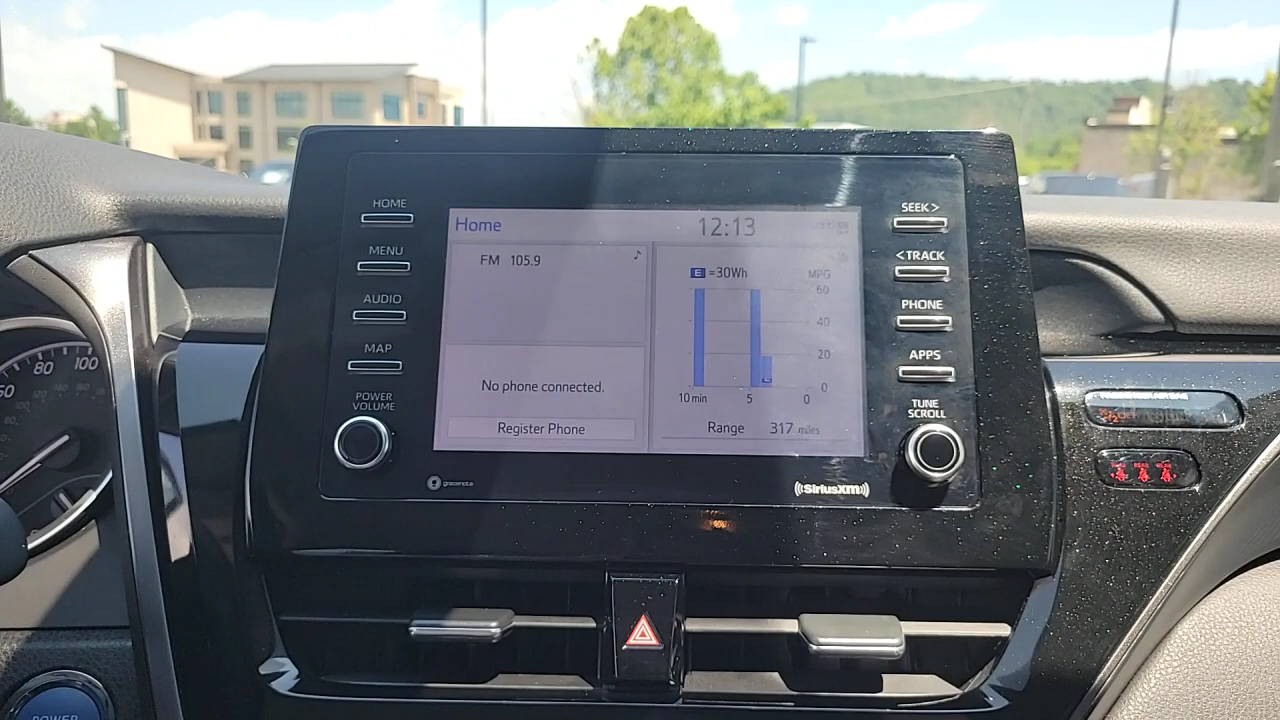 HOME
MENU
AUDIO
MAP
POWER
VOLUME
Home
12:13
FM 105.9
No phone connected.
Register Phone
E =30Wh
MPG
60
40
20
0
10 min 5 0
Range 317 miles
SEEK >
< TRACK
PHONE
APPS
TUNE
SCROLL
gracenote
((SiriusXM))
80
100
POWER